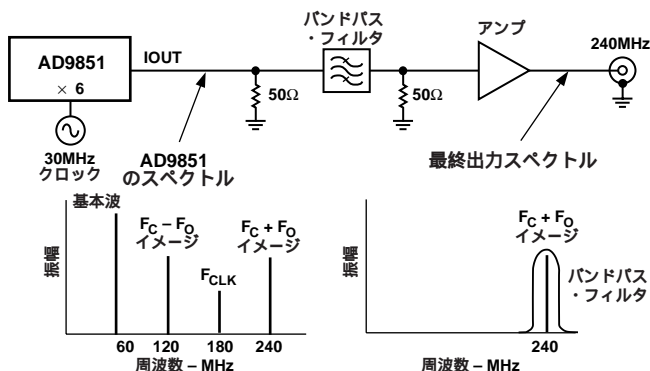 AD9851
× 6
30MHz
クロック
IOUT
AD9851
のスペクトル
50Ω
バンドパス
・フィルタ
50Ω
アンプ
240MHz
最終出力スペクトル
基本波
FC – FO
イメージ
FCLK
FC + FO
イメージ
振幅
60 120 180 240
周波数 – MHz
FC + FO
イメージ
バンドパス
・フィルタ
振幅
240
周波数 – MHz